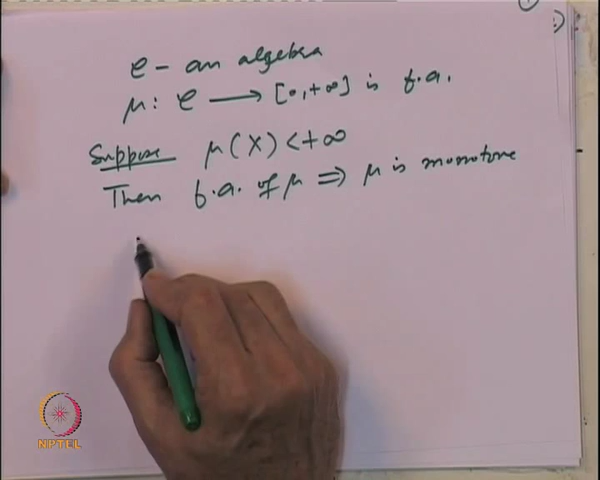 C - an algebra
μ : C ⟶ [0, +∞] is f.a.
Suppose μ(X) < +∞
Then f.a. of μ ⟹ μ is monotone
NPTEL